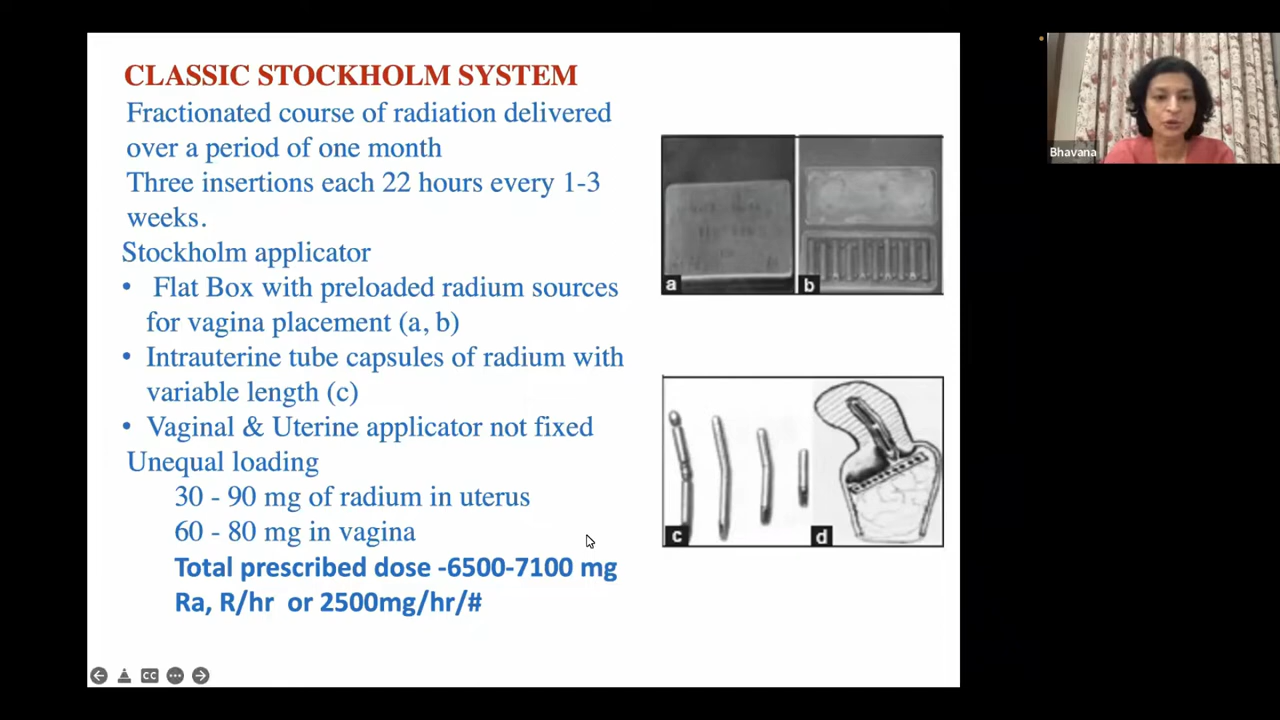 CLASSIC STOCKHOLM SYSTEM
Fractionated course of radiation delivered
over a period of one month
Three insertions each 22 hours every 1-3
weeks.
Stockholm applicator
• Flat Box with preloaded radium sources
for vagina placement (a, b)
• Intrauterine tube capsules of radium with
variable length (c)
• Vaginal & Uterine applicator not fixed
Unequal loading
30 - 90 mg of radium in uterus
60 - 80 mg in vagina
Total prescribed dose -6500-7100 mg
Ra, R/hr or 2500mg/hr/#
a
b
c
d
CC
Bhavana